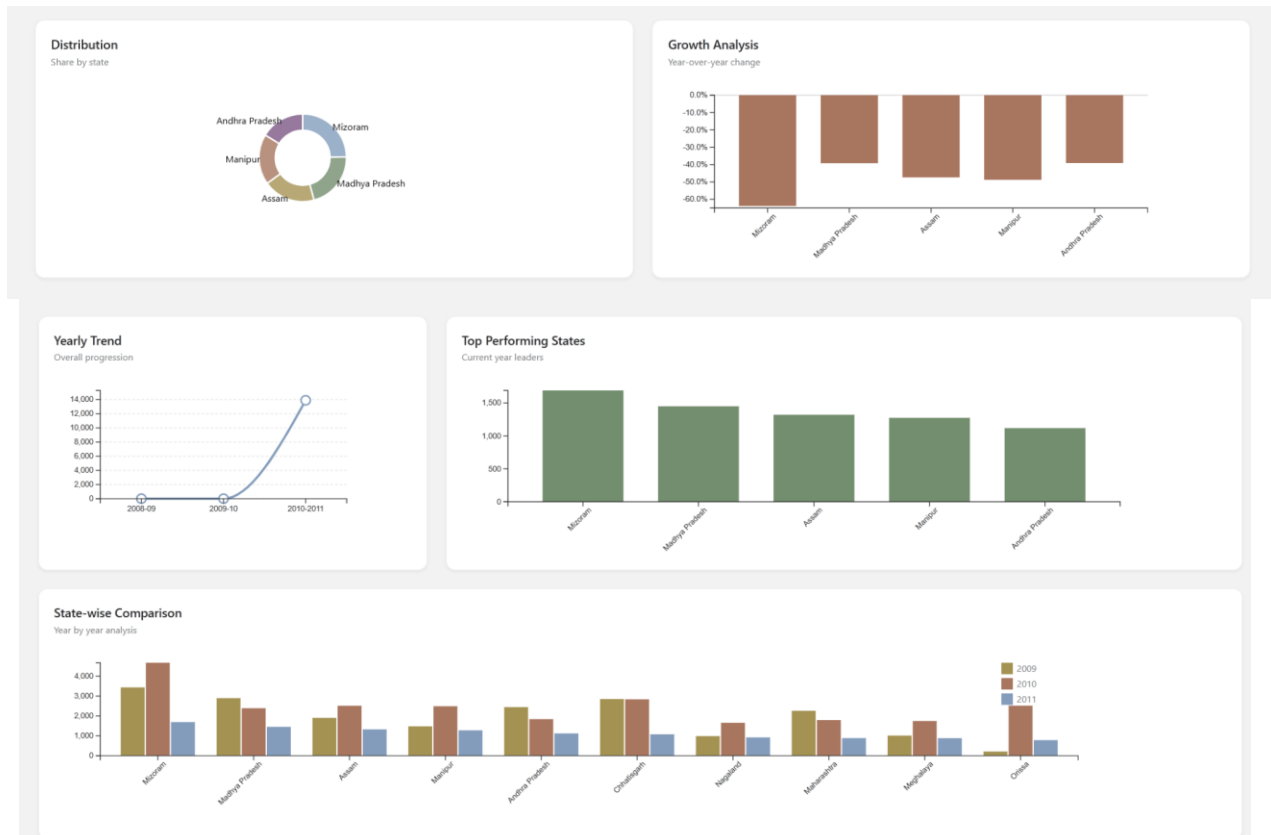 Distribution
Share by state
Andhra Pradesh
Mizoram
Manipur
Madhya Pradesh
Assam
Growth Analysis
Year-over-year change
0.0%
-10.0%
-20.0%
-30.0%
-40.0%
-50.0%
-60.0%
Mizoram
Madhya Pradesh
Assam
Manipur
Andhra Pradesh
Yearly Trend
Overall progression
14,000
12,000
10,000
8,000
6,000
4,000
2,000
0
2008-09
2009-10
2010-2011
Top Performing States
Current year leaders
1,500
1,000
500
0
Mizoram
Madhya Pradesh
Assam
Manipur
Andhra Pradesh
State-wise Comparison
Year by year analysis
4,000
3,000
2,000
1,000
0
2009
2010
2011
Mizoram
Madhya Pradesh
Assam
Manipur
Andhra Pradesh
Chhatisgarh
Nagaland
Maharashtra
Meghalaya
Orissa